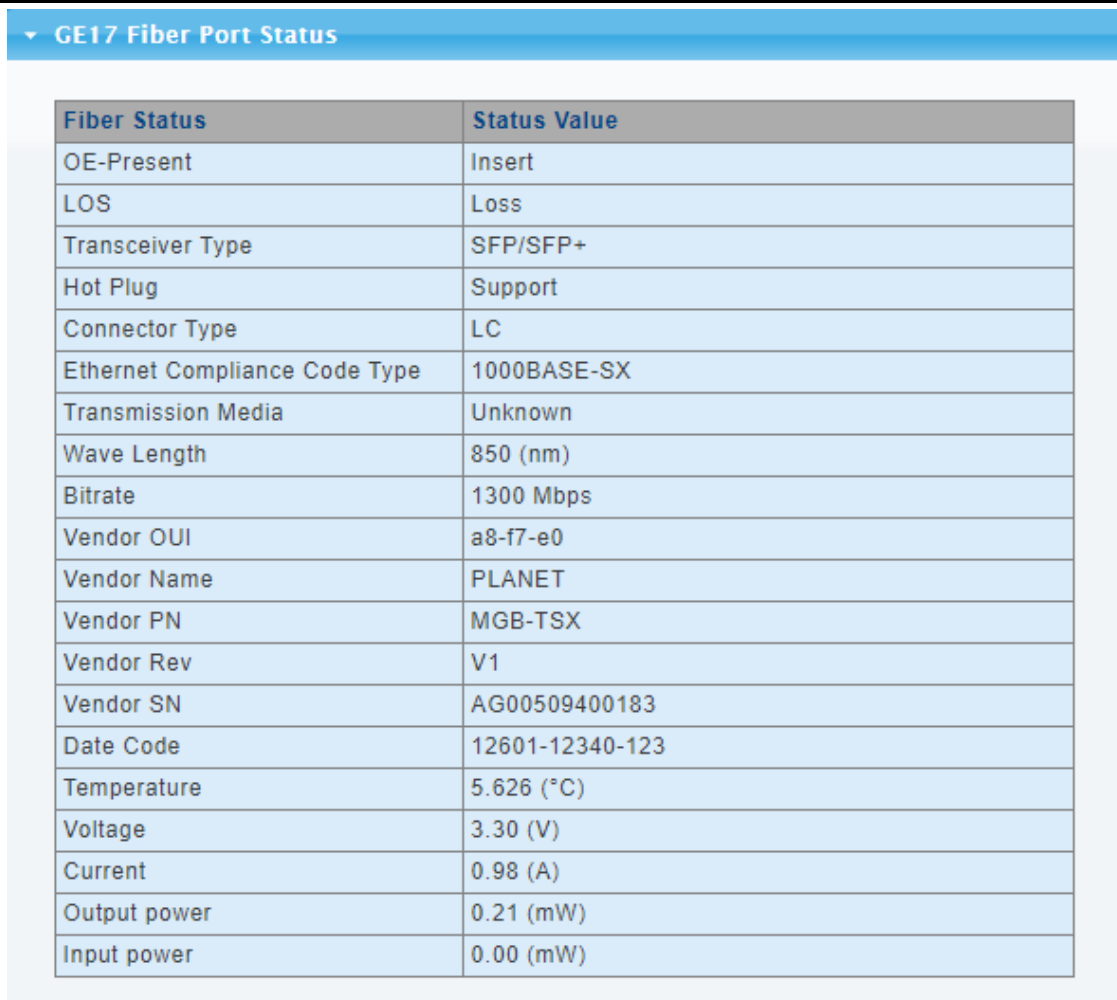 GE17 Fiber Port Status
Fiber Status Status Value
OE-Present Insert
LOS Loss
Transceiver Type SFP/SFP+
Hot Plug Support
Connector Type LC
Ethernet Compliance Code Type 1000BASE-SX
Transmission Media Unknown
Wave Length 850 (nm)
Bitrate 1300 Mbps
Vendor OUI a8-f7-e0
Vendor Name PLANET
Vendor PN MGB-TSX
Vendor Rev V1
Vendor SN AG00509400183
Date Code 12601-12340-123
Temperature 5.626 (°C)
Voltage 3.30 (V)
Current 0.98 (A)
Output power 0.21 (mW)
Input power 0.00 (mW)